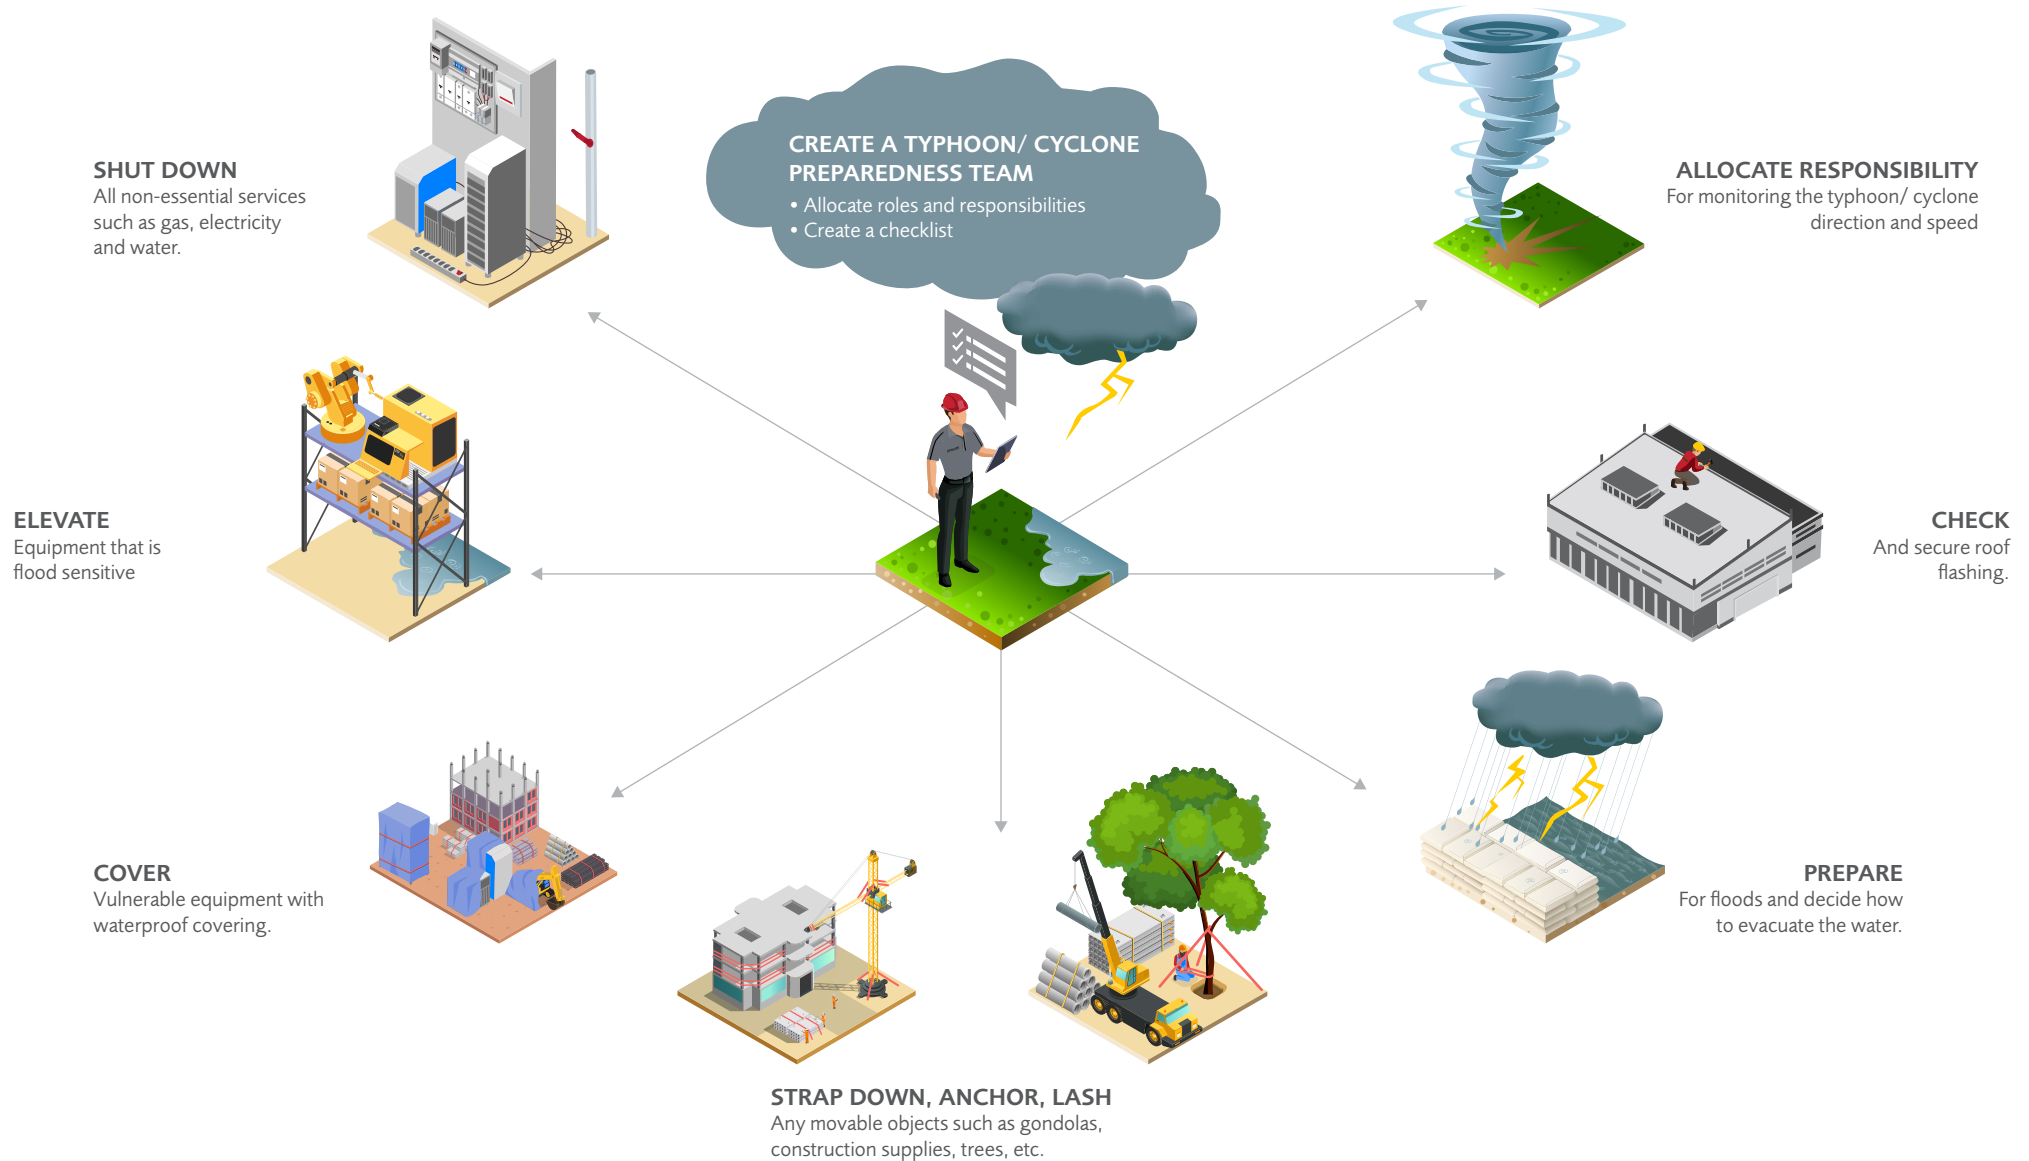 CREATE A TYPHOON/ CYCLONE
PREPAREDNESS TEAM
• Allocate roles and responsibilities
• Create a checklist
SHUT DOWN
All non-essential services
such as gas, electricity
and water.
ALLOCATE RESPONSIBILITY
For monitoring the typhoon/ cyclone
direction and speed
ELEVATE
Equipment that is
flood sensitive
CHECK
And secure roof
flashing.
COVER
Vulnerable equipment with
waterproof covering.
PREPARE
For floods and decide how
to evacuate the water.
STRAP DOWN, ANCHOR, LASH
Any movable objects such as gondolas,
construction supplies, trees, etc.